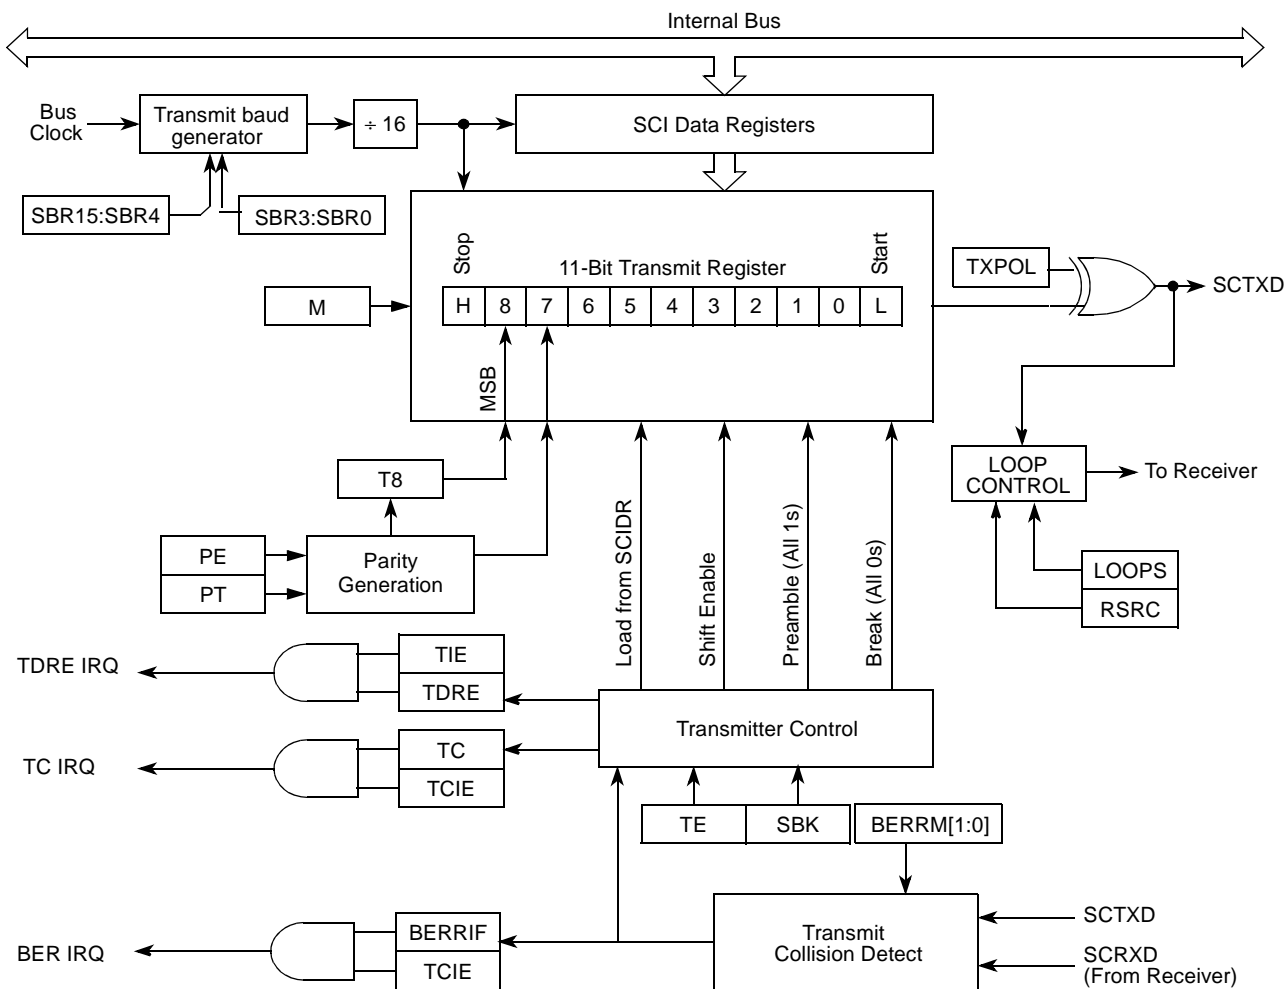 Internal Bus
Bus
Clock
Transmit baud
generator
÷ 16
SCI Data Registers
SBR15:SBR4
SBR3:SBR0
Stop
11-Bit Transmit Register
Start
TXPOL
SCTXD
M
H 8 7 6 5 4 3 2 1 0 L
MSB
T8
LOOP
CONTROL
To Receiver
PE
PT
Parity
Generation
Load from SCIDR
Shift Enable
Preamble (All 1s)
Break (All 0s)
LOOPS
RSRC
TDRE IRQ
TIE
TDRE
Transmitter Control
TC IRQ
TC
TCIE
TE
SBK
BERRM[1:0]
BER IRQ
BERRIF
TCIE
Transmit
Collision Detect
SCTXD
SCRXD
(From Receiver)